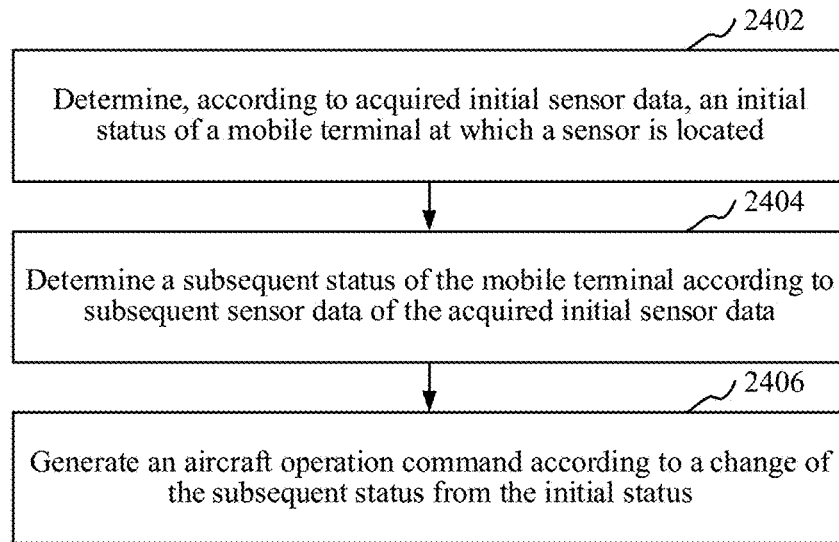 2402
Determine, according to acquired initial sensor data, an initial
status of a mobile terminal at which a sensor is located
2404
Determine a subsequent status of the mobile terminal according to
subsequent sensor data of the acquired initial sensor data
2406
Generate an aircraft operation command according to a change of
the subsequent status from the initial status